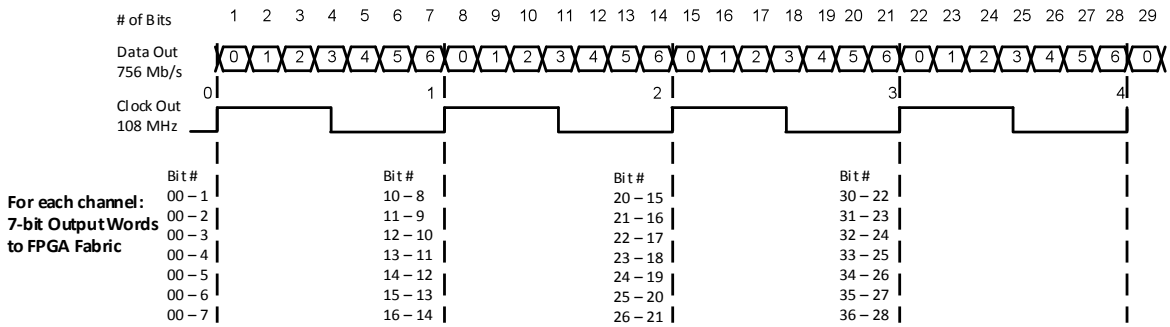 # of Bits 1 2 3 4 5 6 7 8 9 10 11 12 13 14 15 16 17 18 19 20 21 22 23 24 25 26 27 28 29
Data Out 0 1 2 3 4 5 6 0 1 2 3 4 5 6 0 1 2 3 4 5 6 0 1 2 3 4 5 6 0
756 Mb/s
0 1 2 3 4
Clock Out
108 MHz
For each channel:
7-bit Output Words
to FPGA Fabric
Bit #
00 – 1
00 – 2
00 – 3
00 – 4
00 – 5
00 – 6
00 – 7
Bit #
10 – 8
11 – 9
12 – 10
13 – 11
14 – 12
15 – 13
16 – 14
Bit #
20 – 15
21 – 16
22 – 17
23 – 18
24 – 19
25 – 20
26 – 21
Bit #
30 – 22
31 – 23
32 – 24
33 – 25
34 – 26
35 – 27
36 – 28